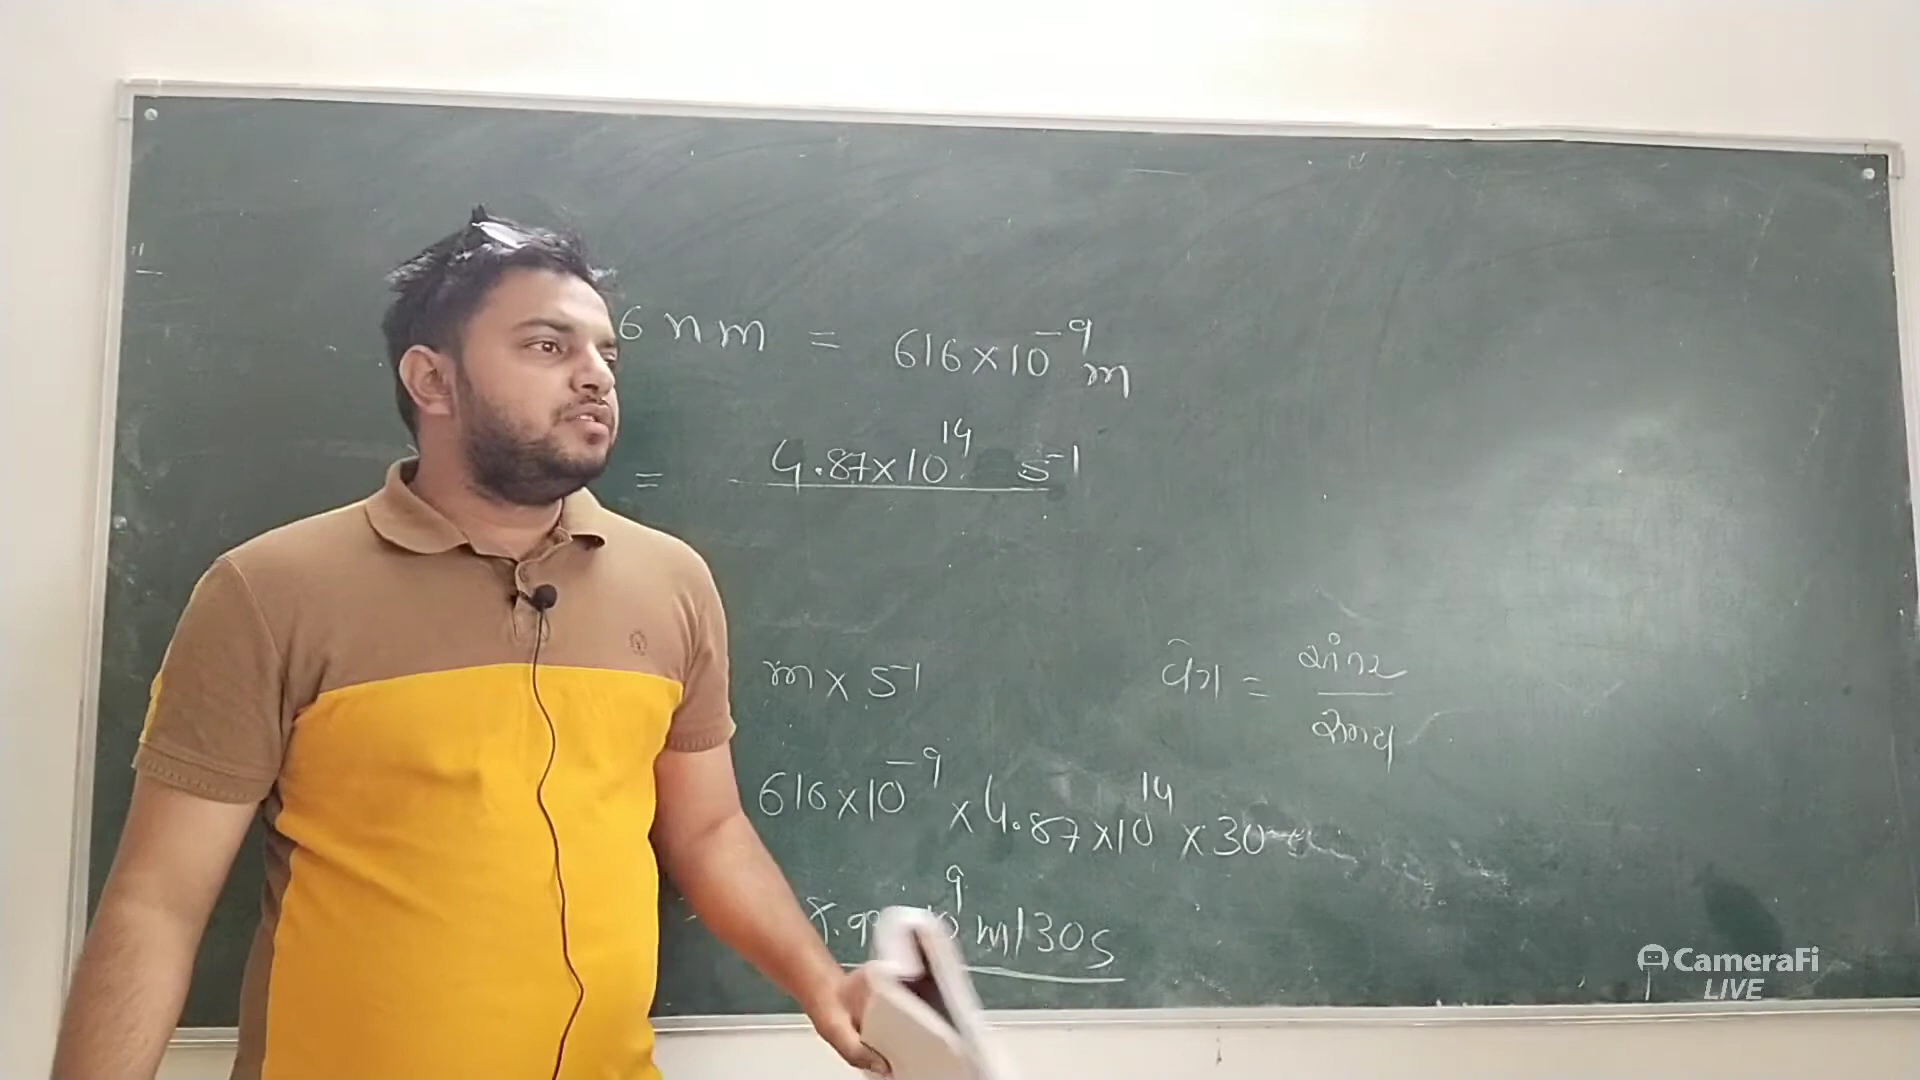 6 nm = 616×10⁻⁹ m
= 4.87×10¹⁴ s⁻¹
m × s⁻¹
વેગ = અંતર
સમય
616×10⁻⁹ × 4.87×10¹⁴ × 30
m/30s
CameraFi
LIVE